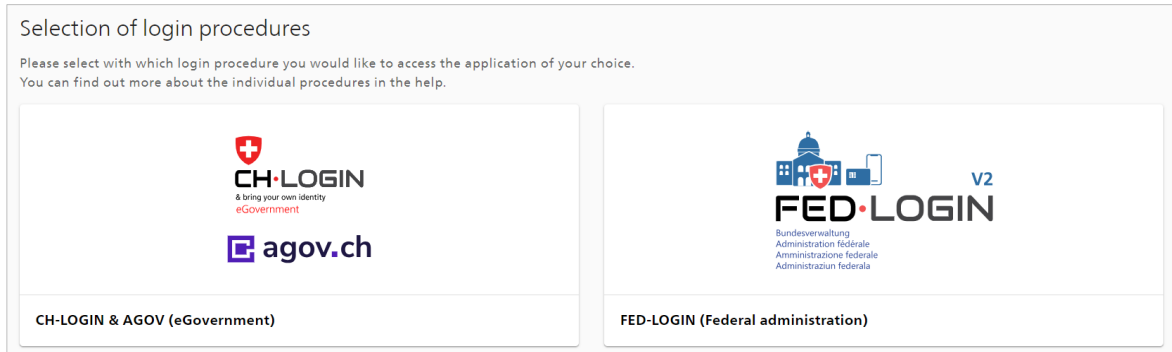 Selection of login procedures
Please select with which login procedure you would like to access the application of your choice.
You can find out more about the individual procedures in the help.
CH·LOGIN
& bring your own identity
eGovernment
agov.ch
CH-LOGIN & AGOV (eGovernment)
V2
FED·LOGIN
Bundesverwaltung
Administration fédérale
Amministrazione federale
Administraziun federala
FED-LOGIN (Federal administration)